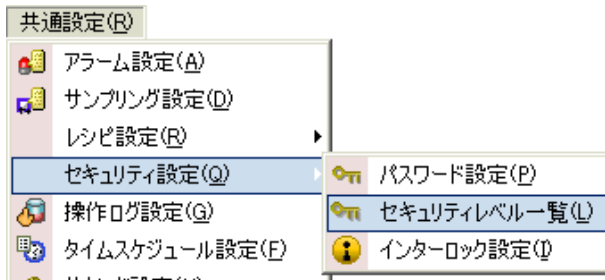 共通設定(R)
アラーム設定(A)
サンプリング設定(D)
レシピ設定(R)
セキュリティ設定(Q)
パスワード設定(P)
セキュリティレベル一覧(L)
操作ログ設定(G)
タイムスケジュール設定(F)
インターロック設定(I)